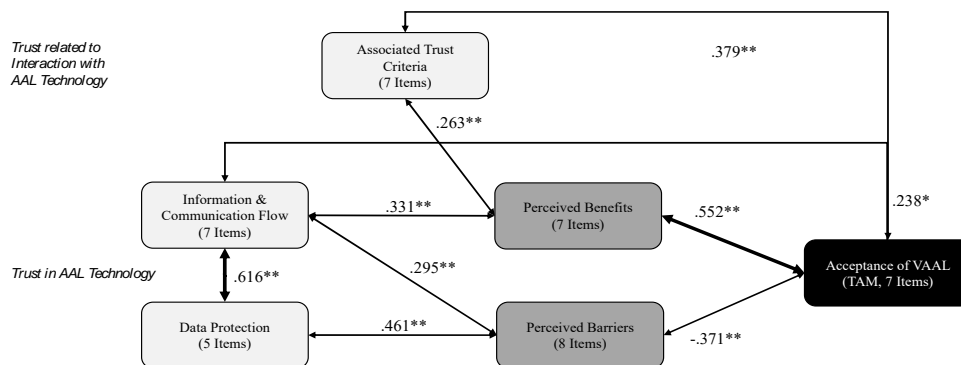 Trust related to
Interaction with
AAL Technology
Associated Trust
Criteria
(7 Items)
.379**
.263**
Information &
Communication Flow
(7 Items)
.331**
Perceived Benefits
(7 Items)
.552**
.238*
Trust in AAL Technology
.616**
.295**
Acceptance of VAAL
(TAM, 7 Items)
Data Protection
(5 Items)
.461**
Perceived Barriers
(8 Items)
-.371**